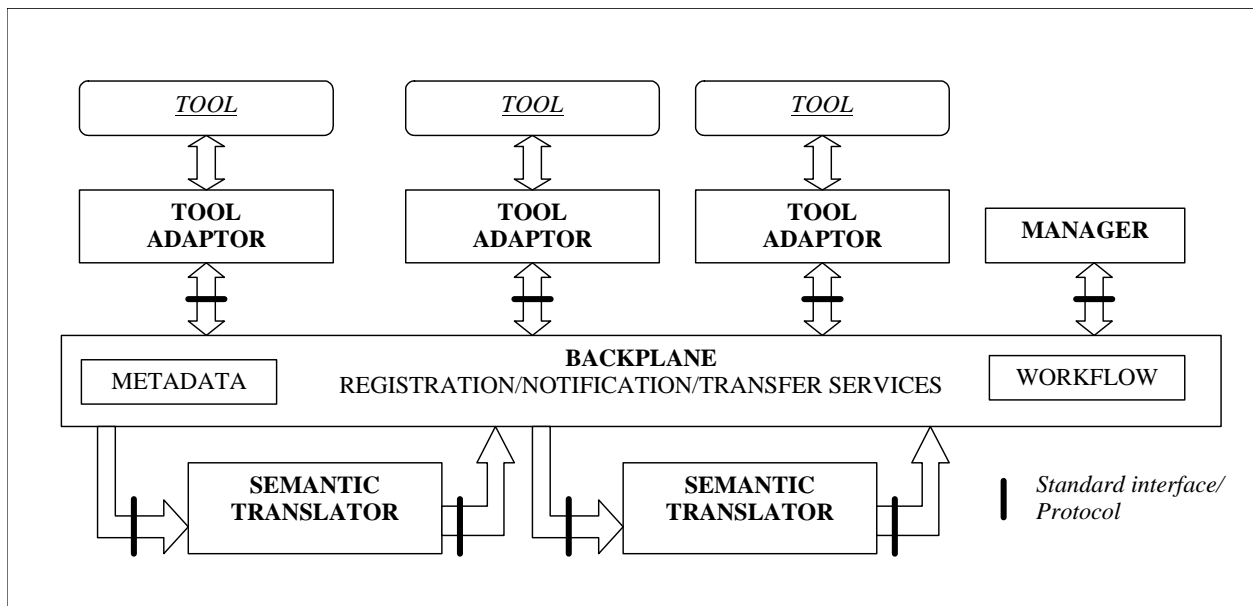 TOOL
TOOL
TOOL
TOOL
ADAPTOR
TOOL
ADAPTOR
TOOL
ADAPTOR
MANAGER
BACKPLANE
METADATA
REGISTRATION/NOTIFICATION/TRANSFER SERVICES
WORKFLOW
SEMANTIC
TRANSLATOR
SEMANTIC
TRANSLATOR
Standard interface/
Protocol